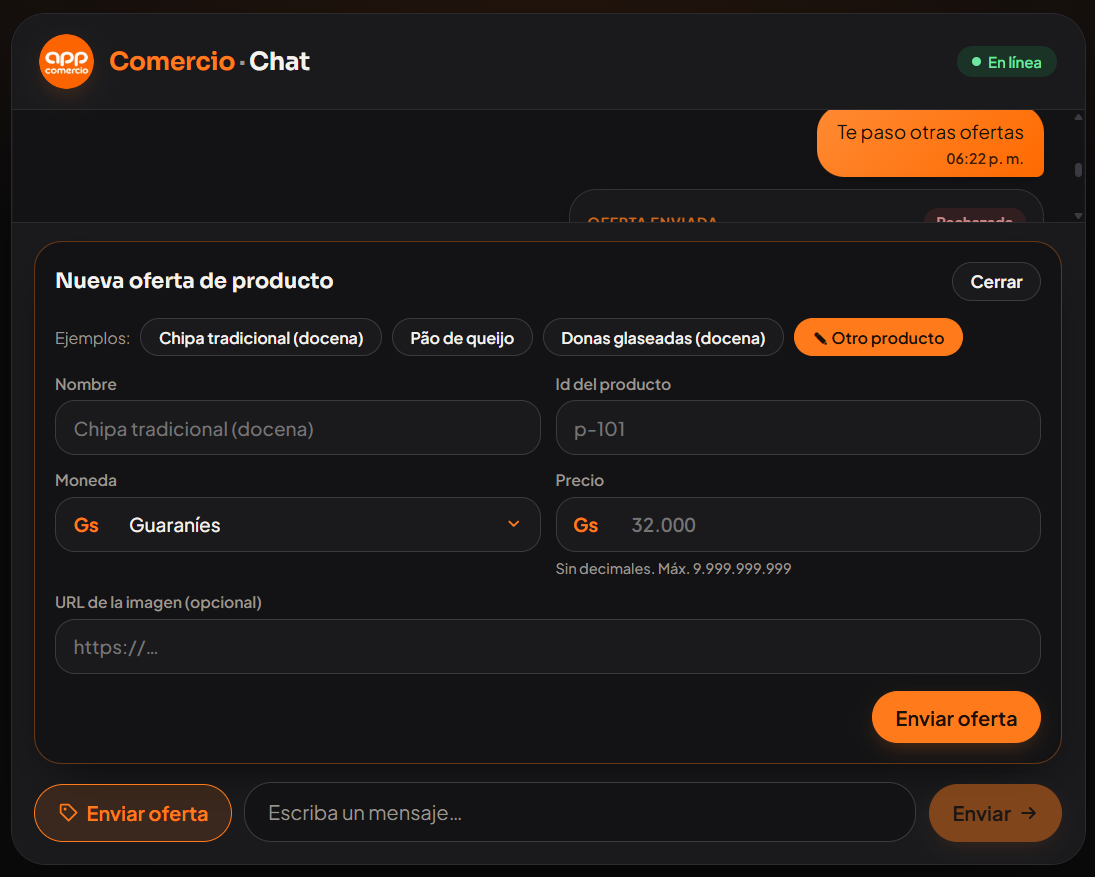 app
comercio
Comercio · Chat
En línea
Te paso otras ofertas
06:22 p. m.
OFERTA ENVIADA
Rechazado
Nueva oferta de producto
Cerrar
Ejemplos:
Chipa tradicional (docena)
Pão de queijo
Donas glaseadas (docena)
Otro producto
Nombre
Id del producto
Chipa tradicional (docena)
p-101
Moneda
Precio
Gs Guaraníes
Gs 32.000
Sin decimales. Máx. 9.999.999.999
URL de la imagen (opcional)
https://…
Enviar oferta
Enviar oferta
Escriba un mensaje…
Enviar →